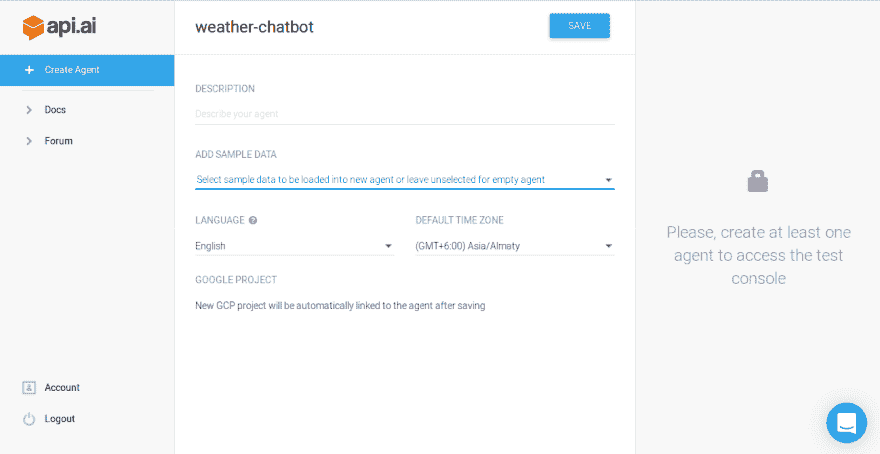 api.ai
Create Agent
Docs
Forum
Account
Logout
weather-chatbot
SAVE
DESCRIPTION
Describe your agent
ADD SAMPLE DATA
Select sample data to be loaded into new agent or leave unselected for empty agent
LANGUAGE
DEFAULT TIME ZONE
English
(GMT+6:00) Asia/Almaty
GOOGLE PROJECT
New GCP project will be automatically linked to the agent after saving
Please, create at least one
agent to access the test
console